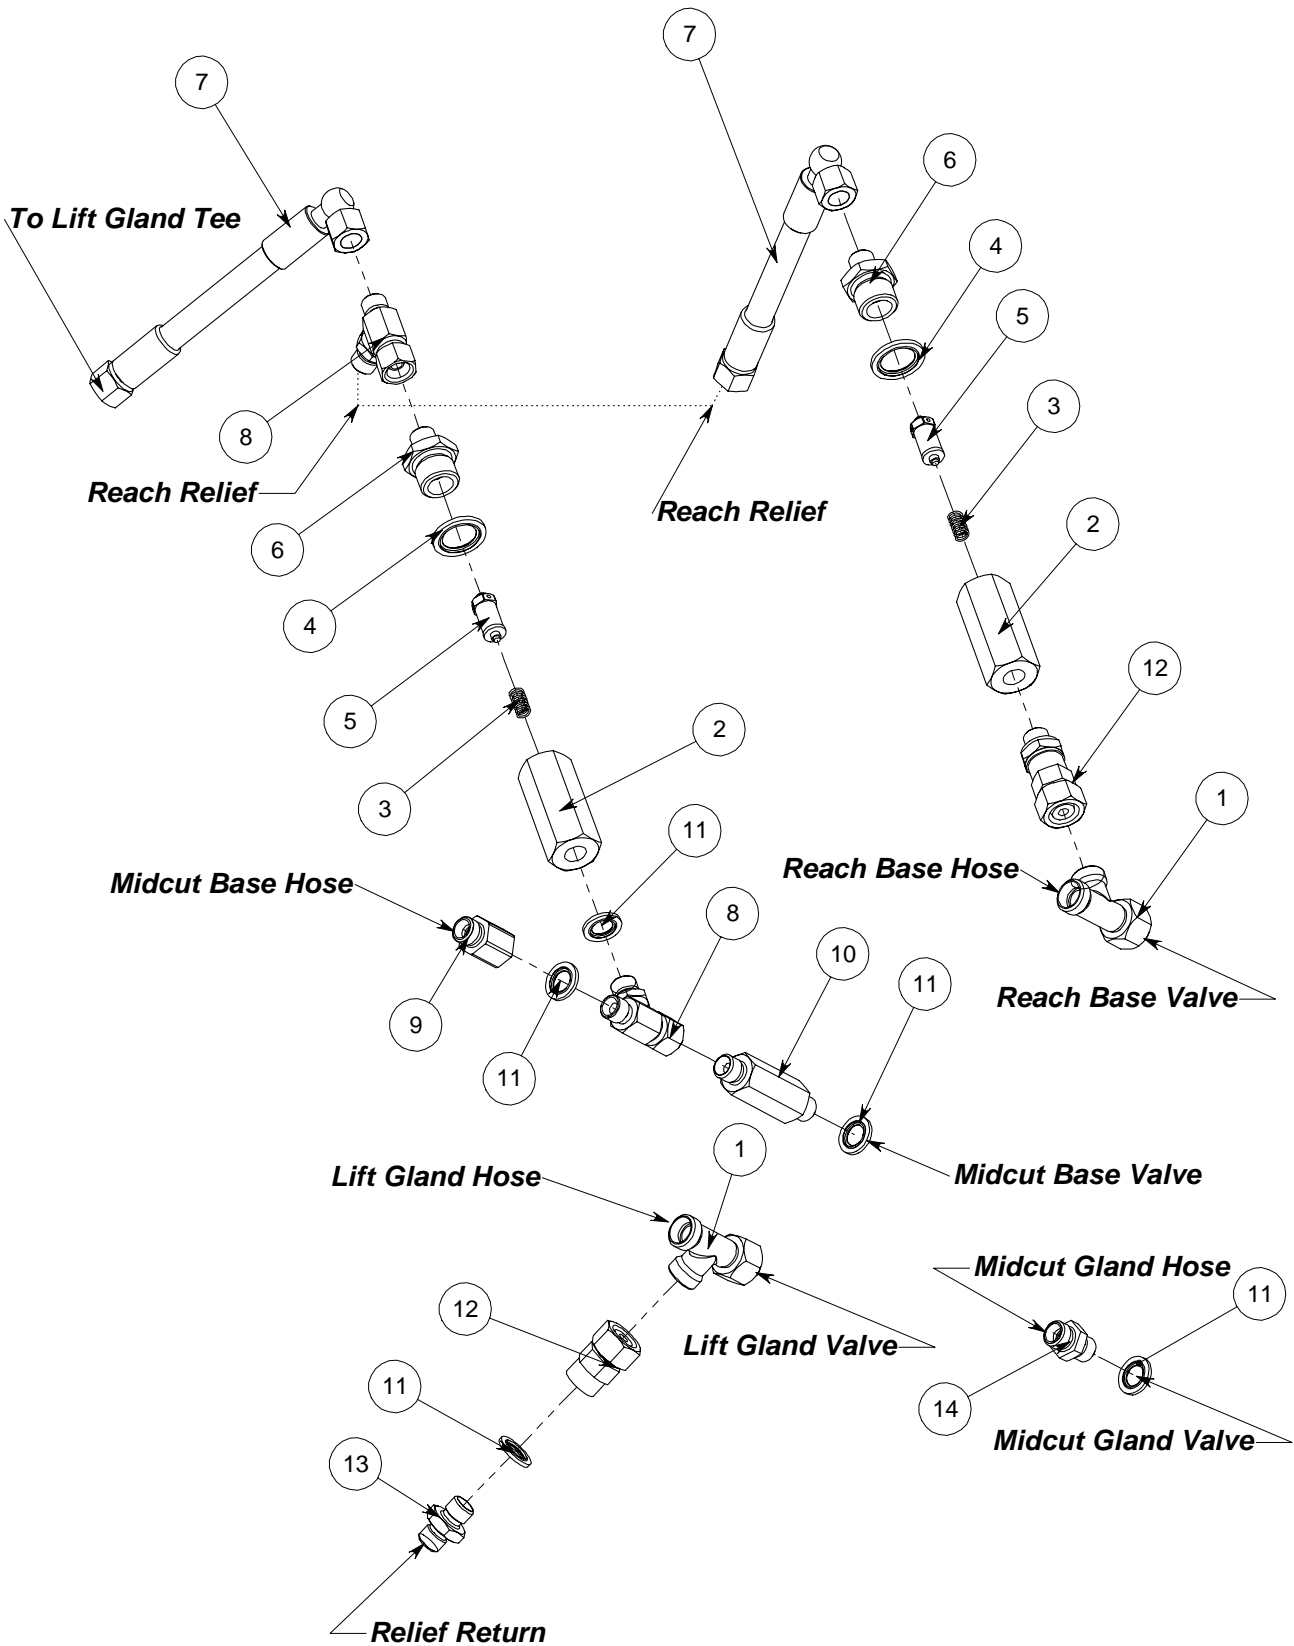 7
7
6
To Lift Gland Tee
4
5
3
8
Reach Relief
Reach Relief
2
6
4
12
5
2
3
1
11
Reach Base Hose
Midcut Base Hose
8
10
11
Reach Base Valve
9
11
1
Lift Gland Hose
Midcut Base Valve
Midcut Gland Hose
11
12
Lift Gland Valve
11
14
Midcut Gland Valve
13
Relief Return